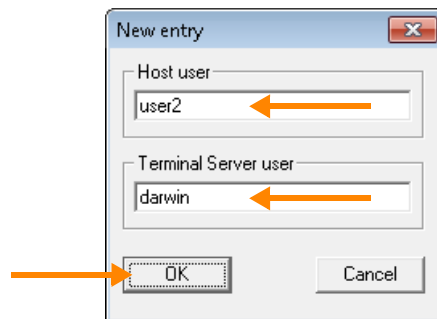 New entry
Host user
user2
Terminal Server user
darwin
OK
Cancel